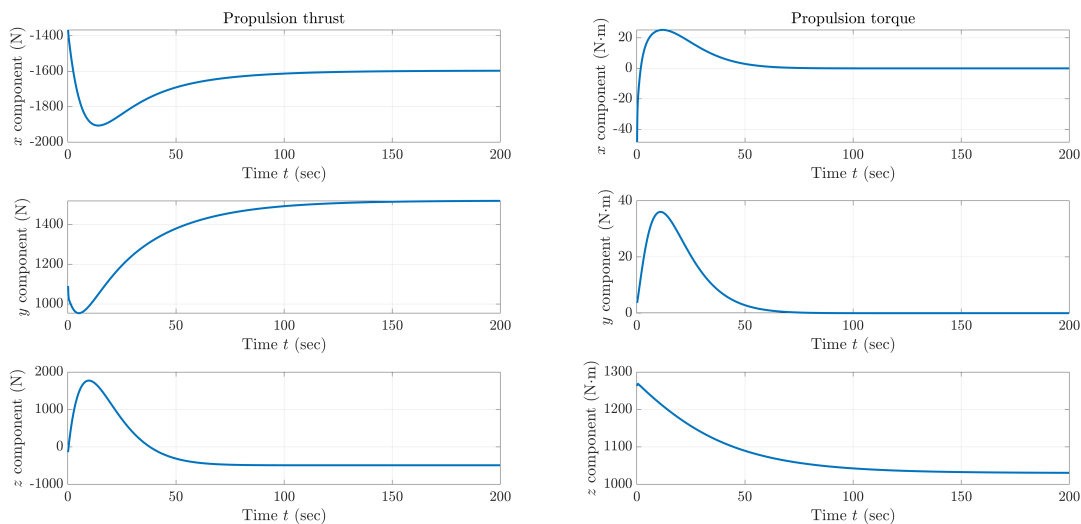 Propulsion thrust
x component (N)
-1400
-1600
-1800
-2000
0 50 100 150 200
Time t (sec)
Propulsion torque
x component (N·m)
20
0
-20
-40
0 50 100 150 200
Time t (sec)
y component (N)
1400
1200
1000
0 50 100 150 200
Time t (sec)
y component (N·m)
40
20
0
0 50 100 150 200
Time t (sec)
z component (N)
2000
1000
0
-1000
0 50 100 150 200
Time t (sec)
z component (N·m)
1300
1200
1100
1000
0 50 100 150 200
Time t (sec)